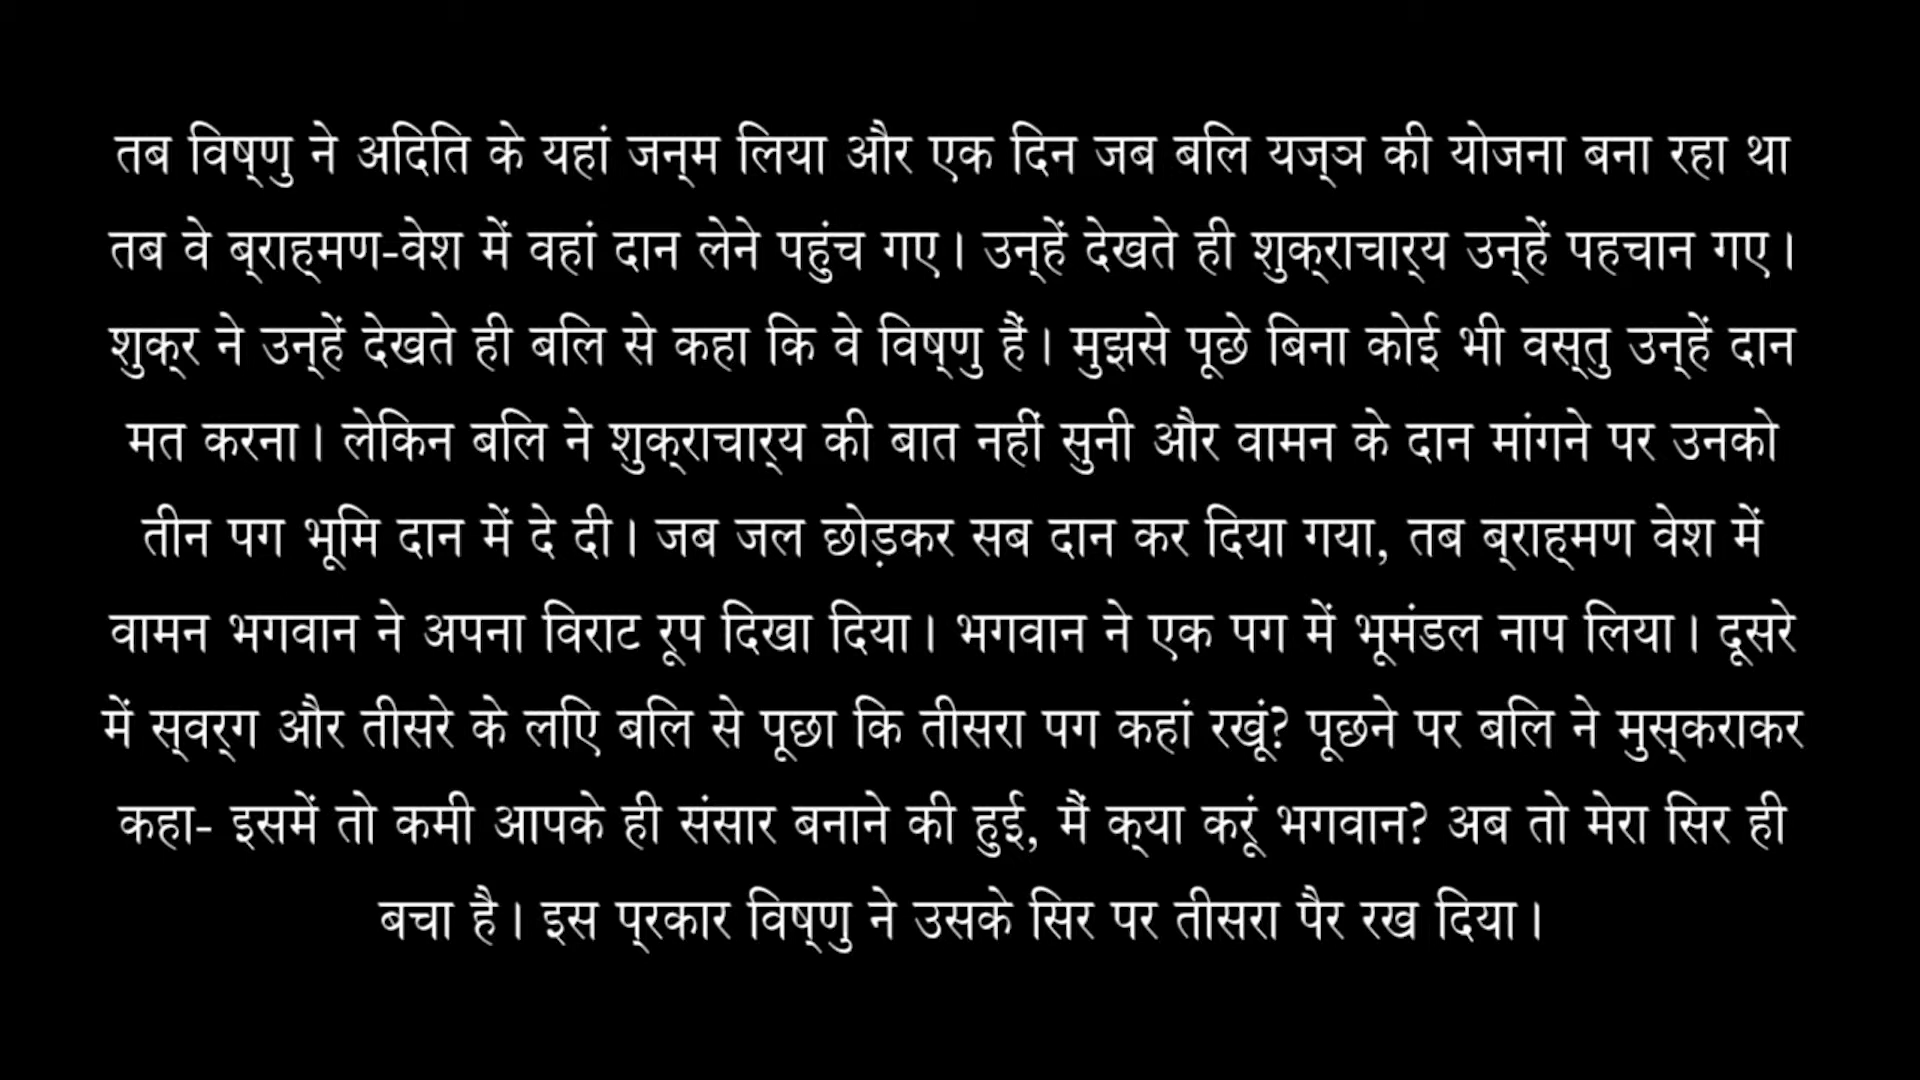 तब विष्णु ने अदिति के यहां जन्म लिया और एक दिन जब बलि यज्ञ की योजना बना रहा था
तब वे ब्राह्मण-वेश में वहां दान लेने पहुंच गए। उन्हें देखते ही शुक्राचार्य उन्हें पहचान गए।
शुक्र ने उन्हें देखते ही बलि से कहा कि वे विष्णु हैं। मुझसे पूछे बिना कोई भी वस्तु उन्हें दान
मत करना। लेकिन बलि ने शुक्राचार्य की बात नहीं सुनी और वामन के दान मांगने पर उनको
तीन पग भूमि दान में दे दी। जब जल छोड़कर सब दान कर दिया गया, तब ब्राह्मण वेश में
वामन भगवान ने अपना विराट रूप दिखा दिया। भगवान ने एक पग में भूमंडल नाप लिया। दूसरे
में स्वर्ग और तीसरे के लिए बलि से पूछा कि तीसरा पग कहां रखूं? पूछने पर बलि ने मुस्कराकर
कहा- इसमें तो कमी आपके ही संसार बनाने की हुई, मैं क्या करूं भगवान? अब तो मेरा सिर ही
बचा है। इस प्रकार विष्णु ने उसके सिर पर तीसरा पैर रख दिया।